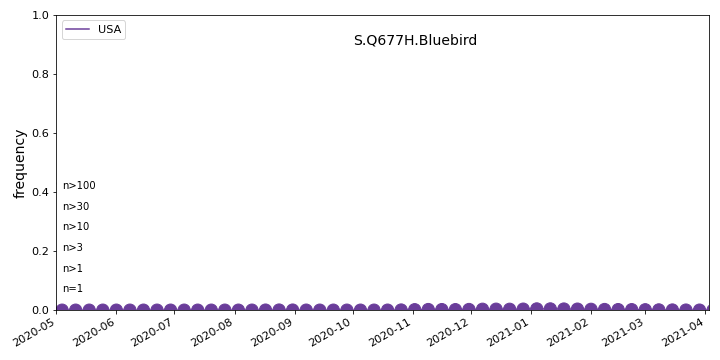 USA
S.Q677H.Bluebird
frequency
1.0
0.8
0.6
0.4
0.2
0.0
n>100
n>30
n>10
n>3
n>1
n=1
2020-05
2020-06
2020-07
2020-08
2020-09
2020-10
2020-11
2020-12
2021-01
2021-02
2021-03
2021-04